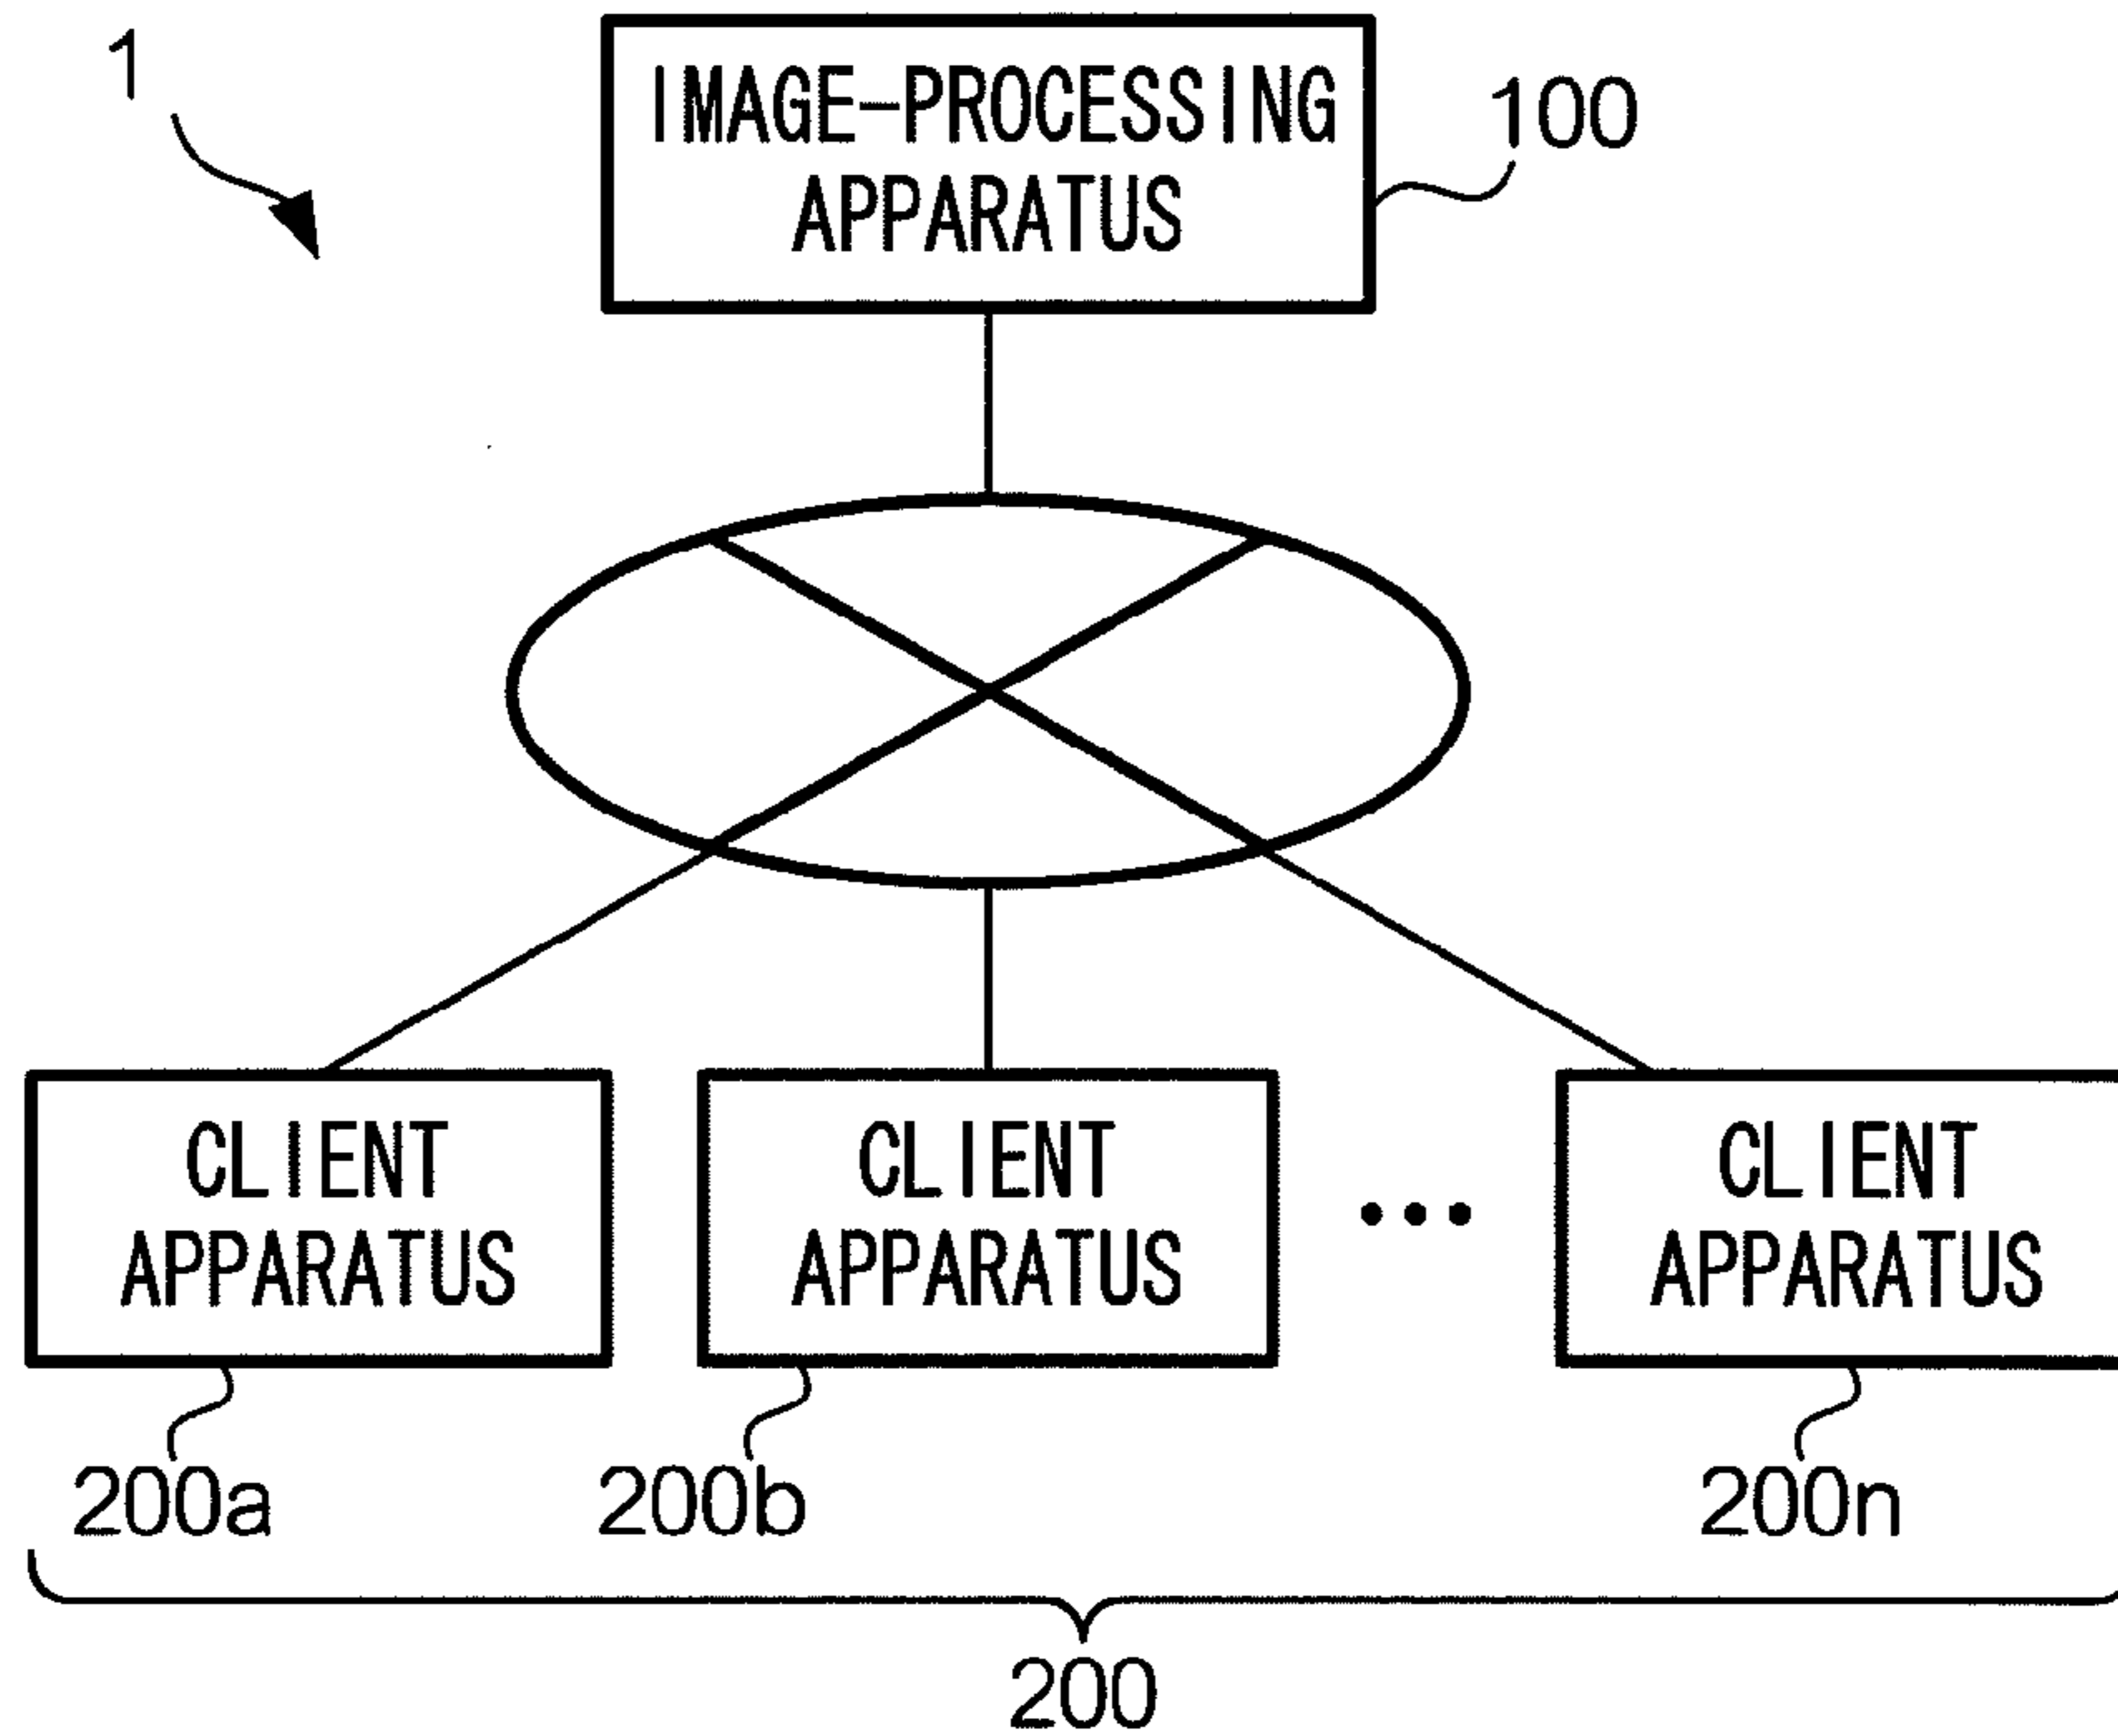 1
IMAGE-PROCESSING
APPARATUS
100
CLIENT
APPARATUS
CLIENT
APPARATUS
...
CLIENT
APPARATUS
200a
200b
200n
200